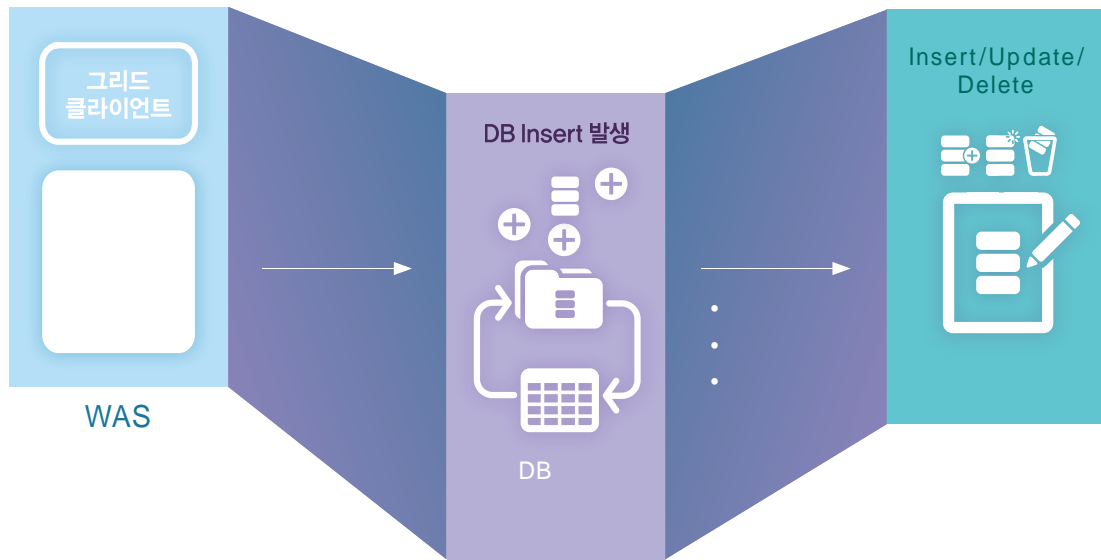 그리드
클라이언트
WAS
DB Insert 발생
DB
Insert/Update/
Delete